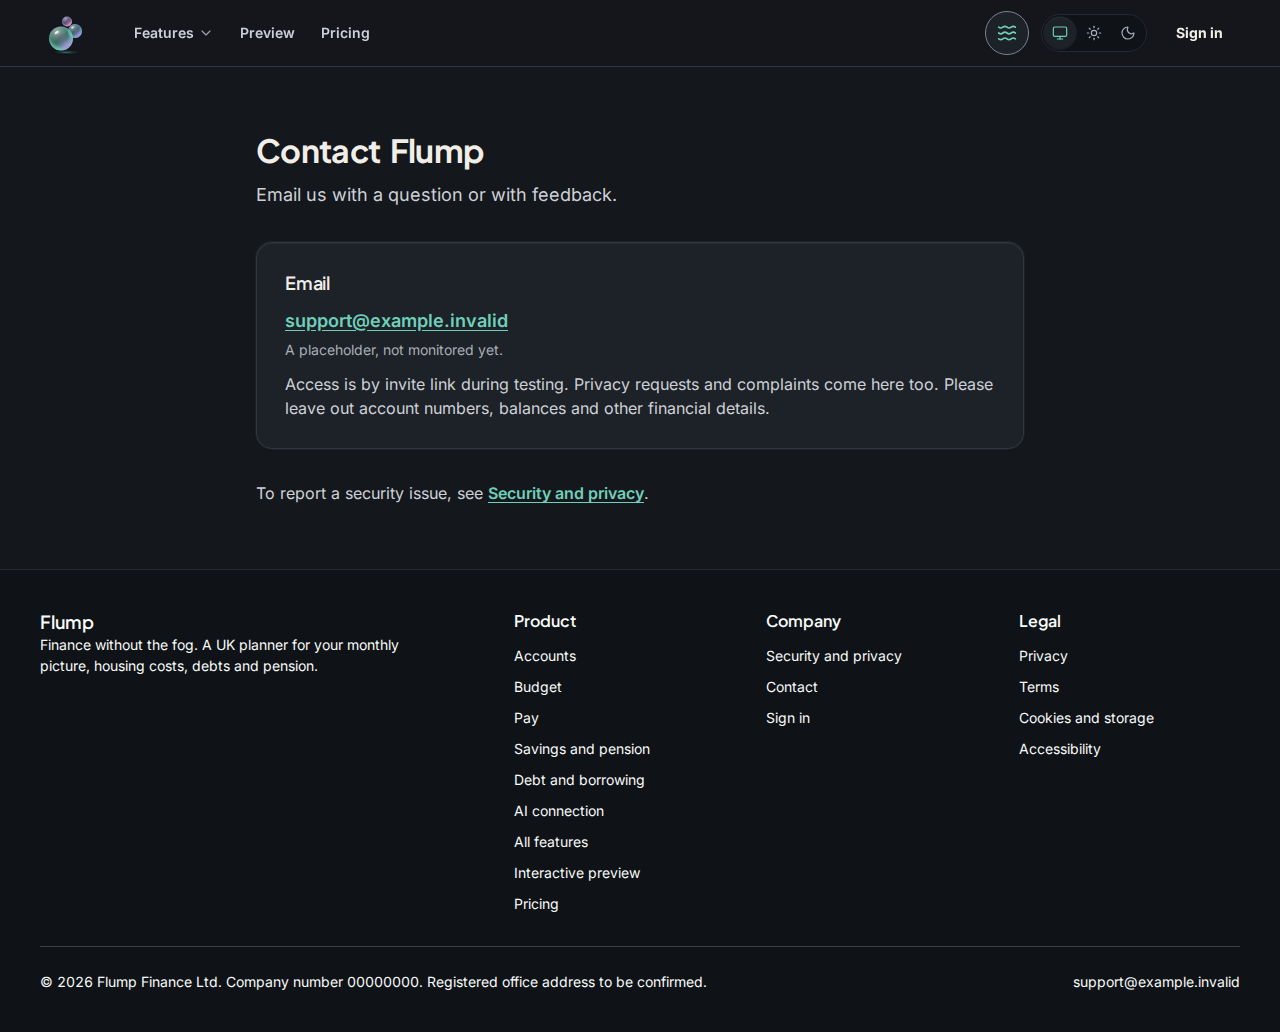 Features
Preview
Pricing
Sign in
Contact Flump
Email us with a question or with feedback.
Email
support@example.invalid
A placeholder, not monitored yet.
Access is by invite link during testing. Privacy requests and complaints come here too. Please
leave out account numbers, balances and other financial details.
To report a security issue, see Security and privacy.
Flump
Finance without the fog. A UK planner for your monthly
picture, housing costs, debts and pension.
Product
Accounts
Budget
Pay
Savings and pension
Debt and borrowing
AI connection
All features
Interactive preview
Pricing
Company
Security and privacy
Contact
Sign in
Legal
Privacy
Terms
Cookies and storage
Accessibility
© 2026 Flump Finance Ltd. Company number 00000000. Registered office address to be confirmed.
support@example.invalid